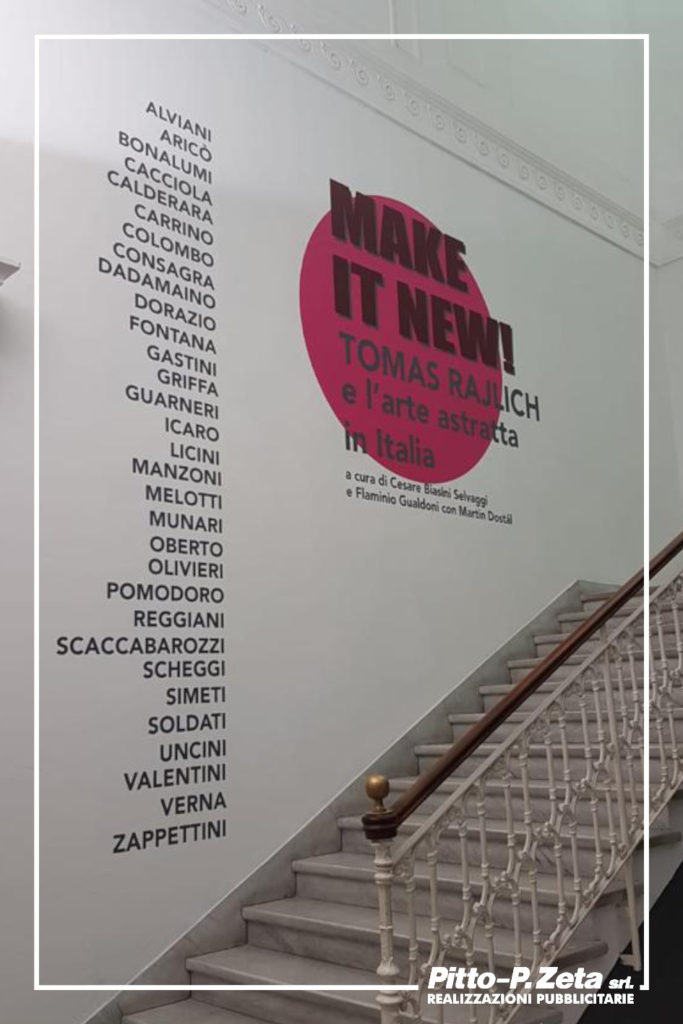 ALVIANI
ARICÒ
BONALUMI
CACCIOLA
CALDERARA
CARRINO
COLOMBO
CONSAGRA
DADAMAINO
DORAZIO
FONTANA
GASTINI
GRIFFA
GUARNERI
ICARO
LICINI
MANZONI
MELOTTI
MUNARI
OBERTO
OLIVIERI
POMODORO
REGGIANI
SCACCABAROZZI
SCHEGGI
SIMETI
SOLDATI
UNCINI
VALENTINI
VERNA
ZAPPETTINI
MAKE
IT NEW!
TOMAS RAJLICH
e l'arte astratta
in Italia
a cura di Cesare Biasini Selvaggi
e Flaminio Gualdoni con Martin Dostál
Pitto-P.Zeta srl.
REALIZZAZIONI PUBBLICITARIE